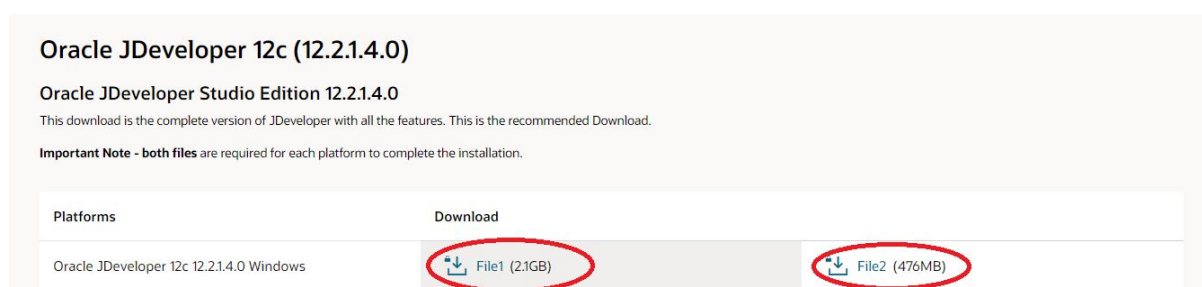 Oracle JDeveloper 12c (12.2.1.4.0)
Oracle JDeveloper Studio Edition 12.2.1.4.0
This download is the complete version of JDeveloper with all the features. This is the recommended Download.
Important Note - both files are required for each platform to complete the installation.
Platforms Download
Oracle JDeveloper 12c 12.2.1.4.0 Windows File1 (2.1GB) File2 (476MB)